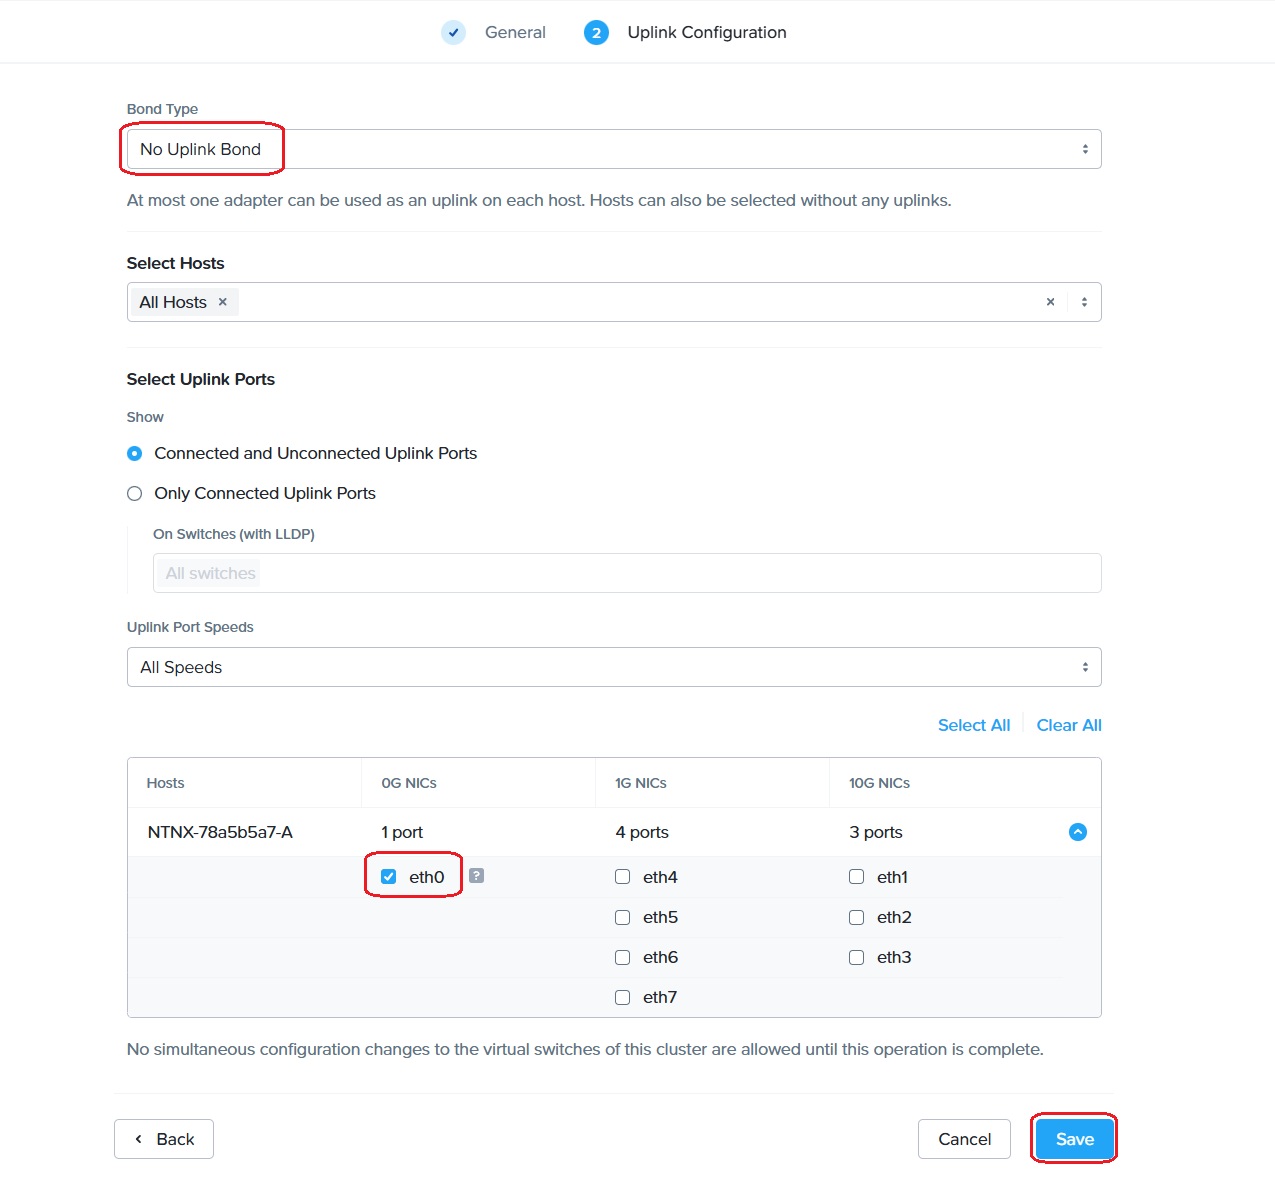 General 2 Uplink Configuration
Bond Type
No Uplink Bond
At most one adapter can be used as an uplink on each host. Hosts can also be selected without any uplinks.
Select Hosts
All Hosts × ×
Select Uplink Ports
Show
Connected and Unconnected Uplink Ports
Only Connected Uplink Ports
On Switches (with LLDP)
All switches
Uplink Port Speeds
All Speeds
Select All Clear All
Hosts 0G NICs 1G NICs 10G NICs
NTNX-78a5b5a7-A 1 port 4 ports 3 ports
eth0 ? eth4 eth1
eth5 eth2
eth6 eth3
eth7
No simultaneous configuration changes to the virtual switches of this cluster are allowed until this operation is complete.
Back Cancel Save